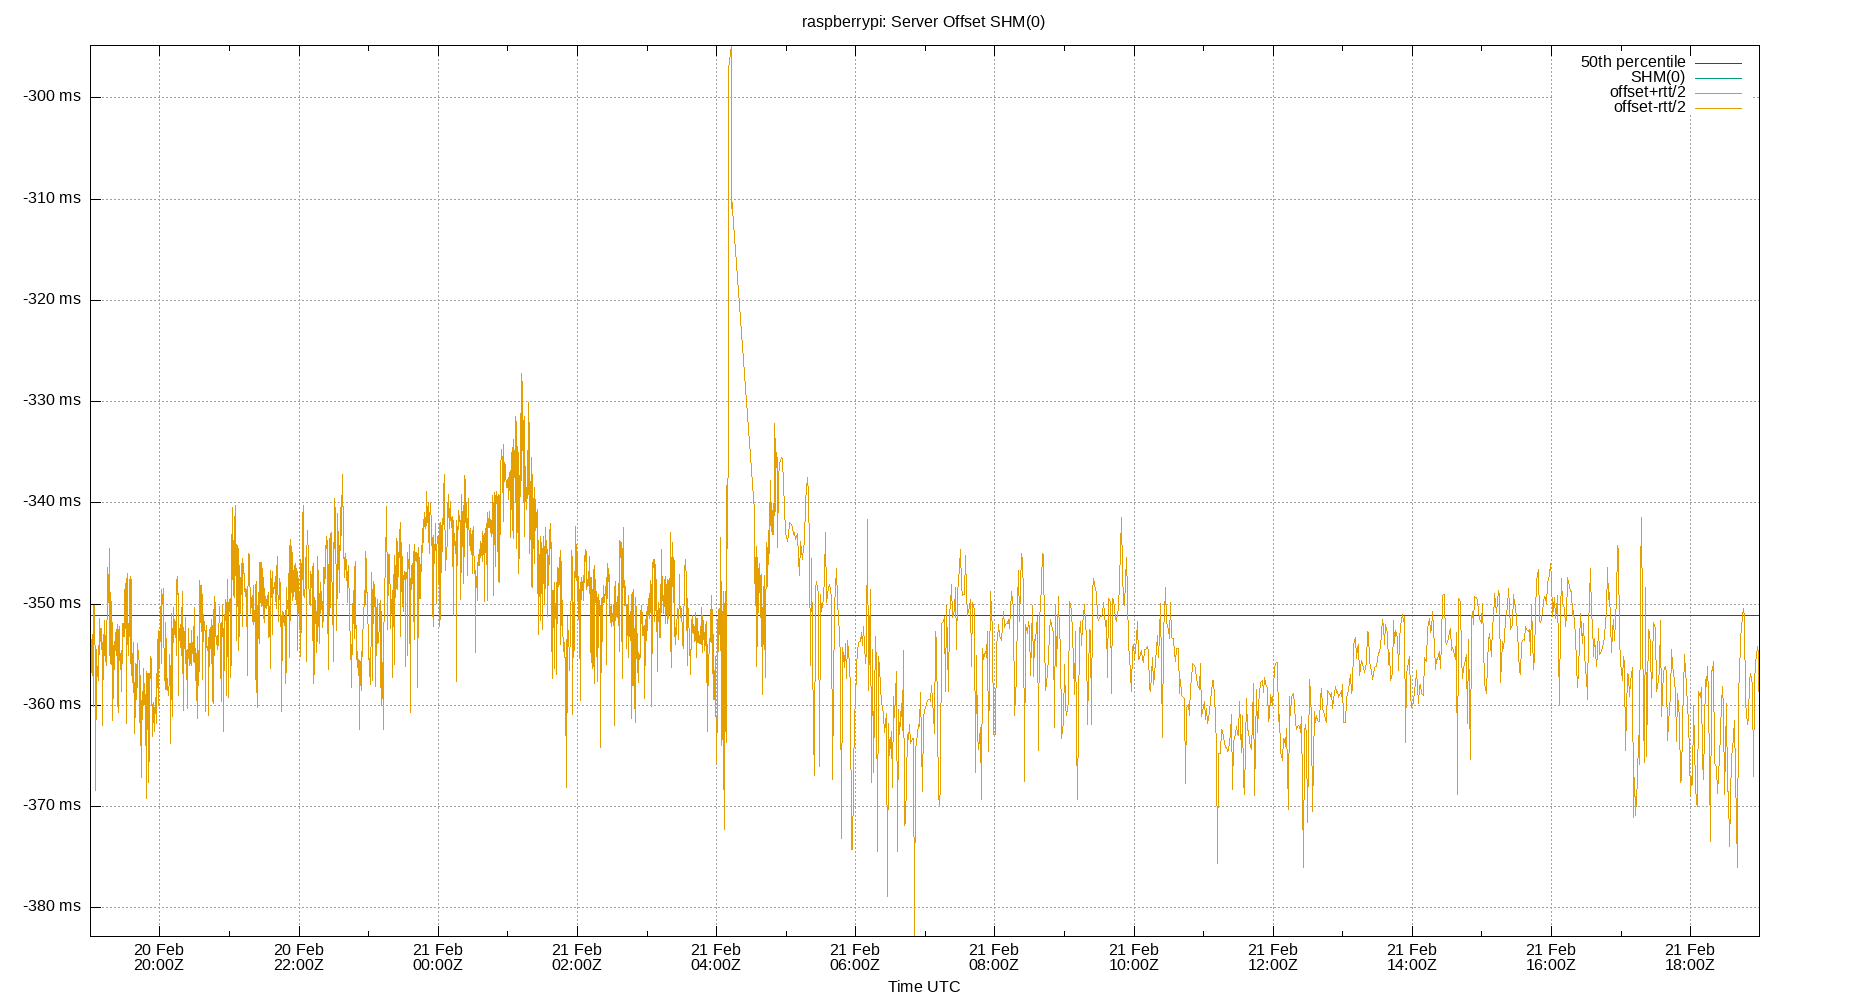 raspberrypi: Server Offset SHM(0)
50th percentile
SHM(0)
offset+rtt/2
offset-rtt/2
-300 ms
-310 ms
-320 ms
-330 ms
-340 ms
-350 ms
-360 ms
-370 ms
-380 ms
20 Feb 20 Feb 21 Feb 21 Feb 21 Feb 21 Feb 21 Feb 21 Feb 21 Feb 21 Feb 21 Feb 21 Feb
20:00Z 22:00Z 00:00Z 02:00Z 04:00Z 06:00Z 08:00Z 10:00Z 12:00Z 14:00Z 16:00Z 18:00Z
Time UTC